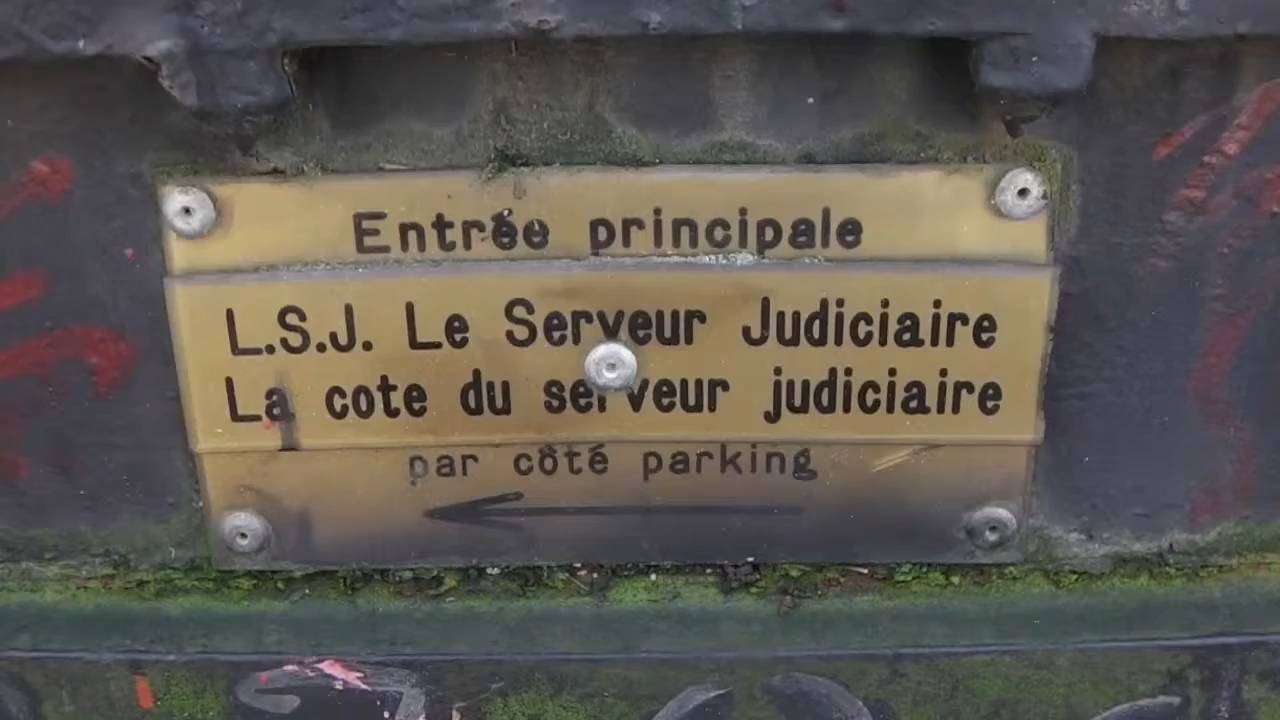 Entrée principale
L.S.J. Le Serveur Judiciaire
La cote du serveur judiciaire
par côté parking